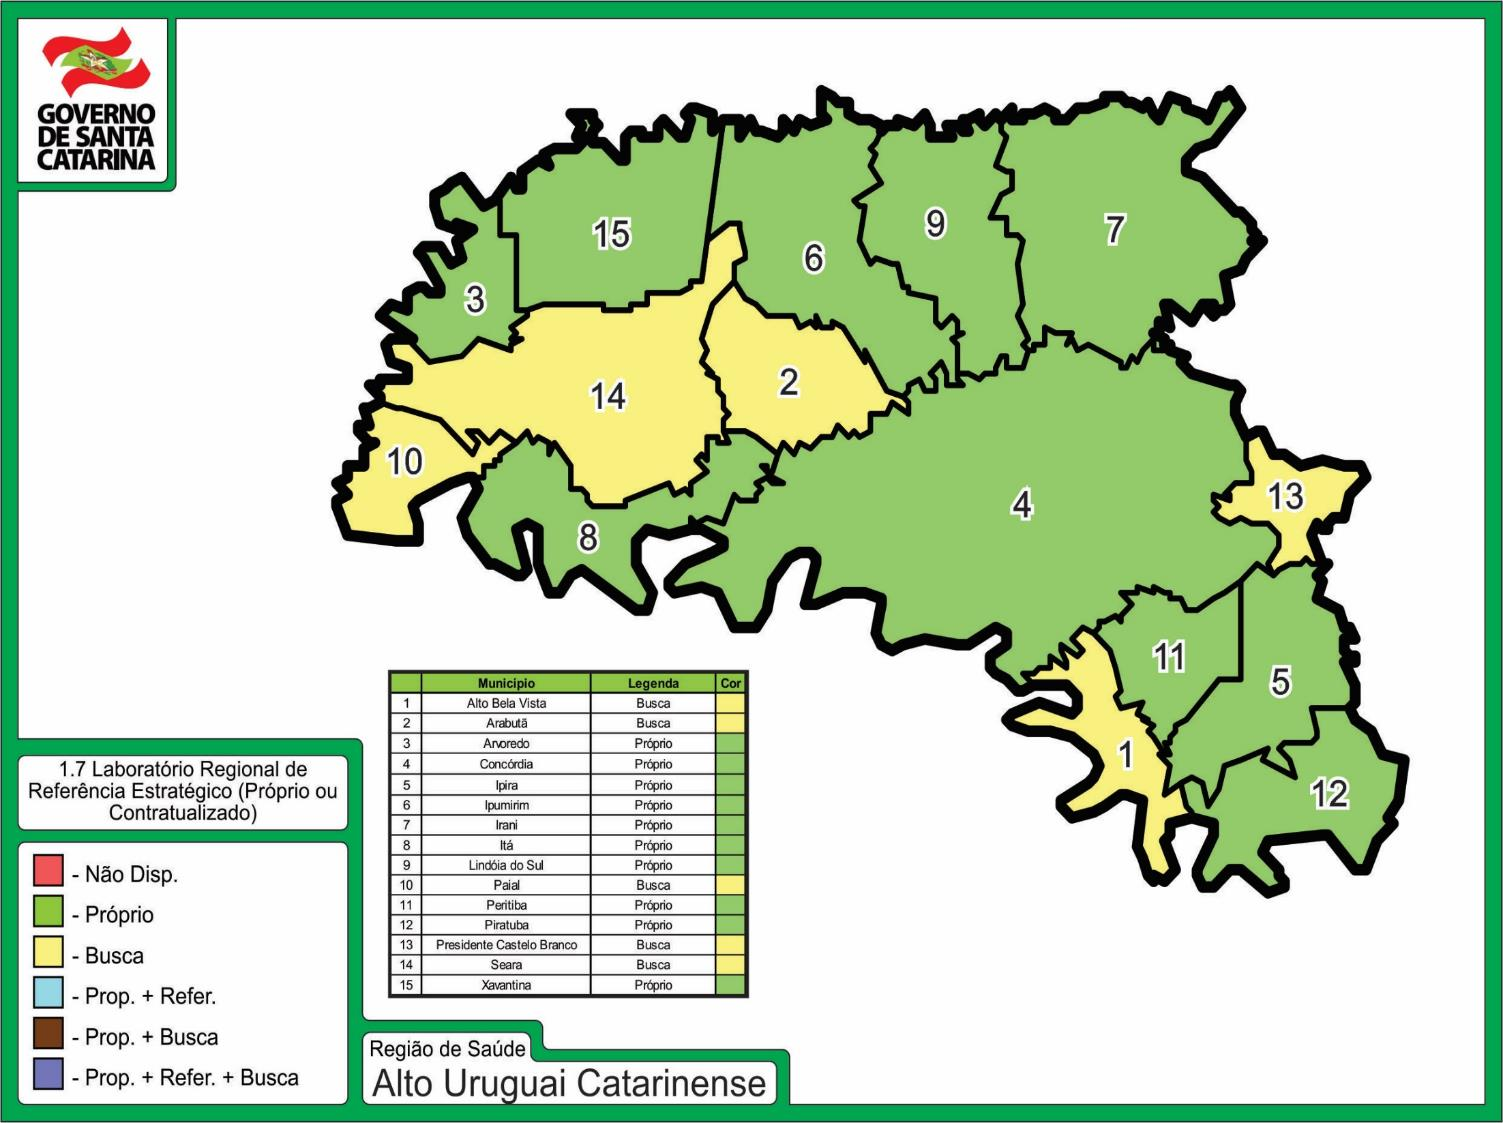 GOVERNO
DE SANTA
CATARINA
15
6
9
7
3
14
2
10
4
13
8
11
5
1
12
Municipio Legenda Cor
1 Alto Bela Vista Busca
2 Arabutã Busca
3 Arvoredo Próprio
4 Concórdia Próprio
5 Ipira Próprio
6 Ipumirim Próprio
7 Irani Próprio
8 Itá Próprio
9 Lindóia do Sul Próprio
10 Paial Busca
11 Peritiba Próprio
12 Piratuba Próprio
13 Presidente Castelo Branco Busca
14 Seara Busca
15 Xavantina Próprio
1.7 Laboratório Regional de
Referência Estratégico (Próprio ou
Contratualizado)
- Não Disp.
- Próprio
- Busca
- Prop. + Refer.
- Prop. + Busca
- Prop. + Refer. + Busca
Região de Saúde
Alto Uruguai Catarinense